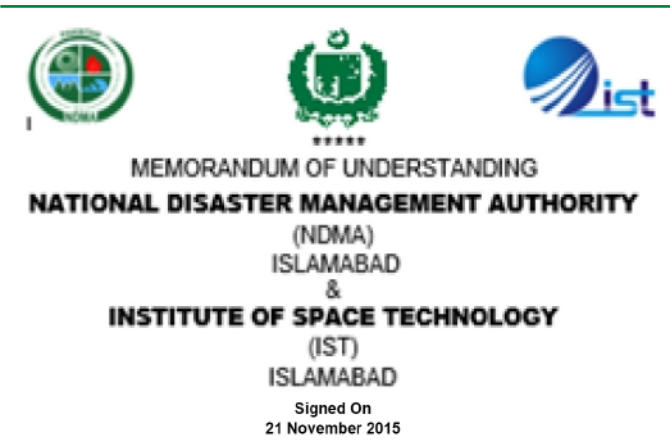 NDMA
ist
*****
MEMORANDUM OF UNDERSTANDING
NATIONAL DISASTER MANAGEMENT AUTHORITY
(NDMA)
ISLAMABAD
&
INSTITUTE OF SPACE TECHNOLOGY
(IST)
ISLAMABAD
Signed On
21 November 2015